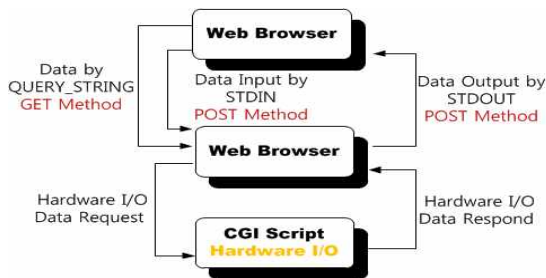 Web Browser
Data by
QUERY_STRING
GET Method
Data Input by
STDIN
POST Method
Data Output by
STDOUT
POST Method
Web Browser
Hardware I/O
Data Request
Hardware I/O
Data Respond
CGI Script
Hardware I/O